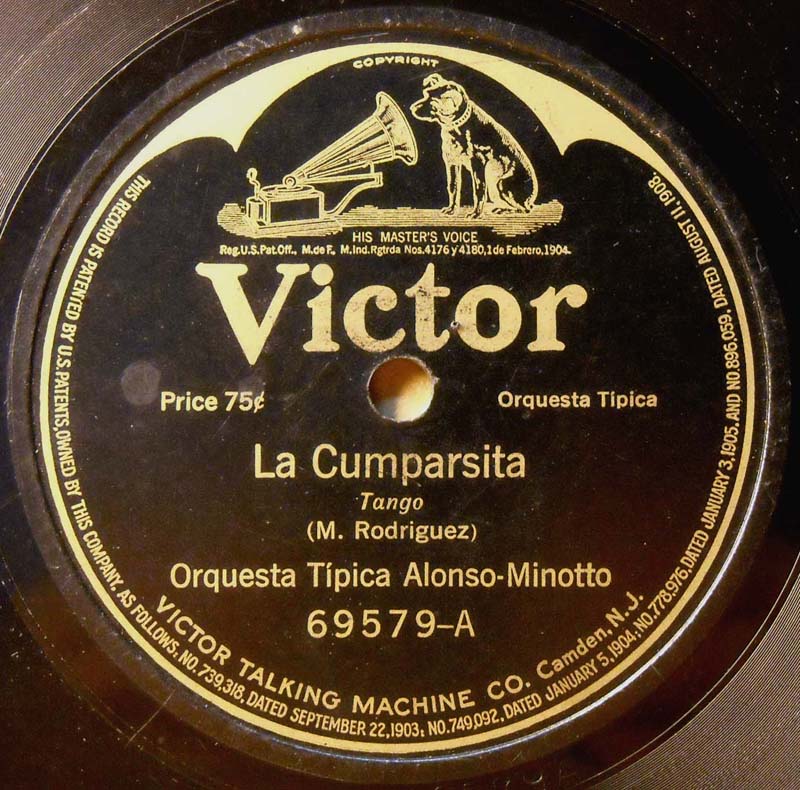 COPYRIGHT
HIS MASTER'S VOICE
Reg.U.S.Pat.Off., M.de F., M.Ind.Rgtrda Nos.4176 y 4180,1 de Febrero,1904.
Victor
Price 75¢
Orquesta Típica
La Cumparsita
Tango
(M. Rodriguez)
Orquesta Típica Alonso-Minotto
69579-A
VICTOR TALKING MACHINE CO. Camden, N.J.
THIS RECORD IS PATENTED BY U.S. PATENTS, OWNED BY THIS COMPANY, AS FOLLOWS: NO. 739,318, DATED SEPTEMBER 22,1903; NO. 749,092, DATED JANUARY 5,1904; NO. 778,976, DATED JANUARY 3,1905, AND NO. 896,059, DATED AUGUST 11,1908.